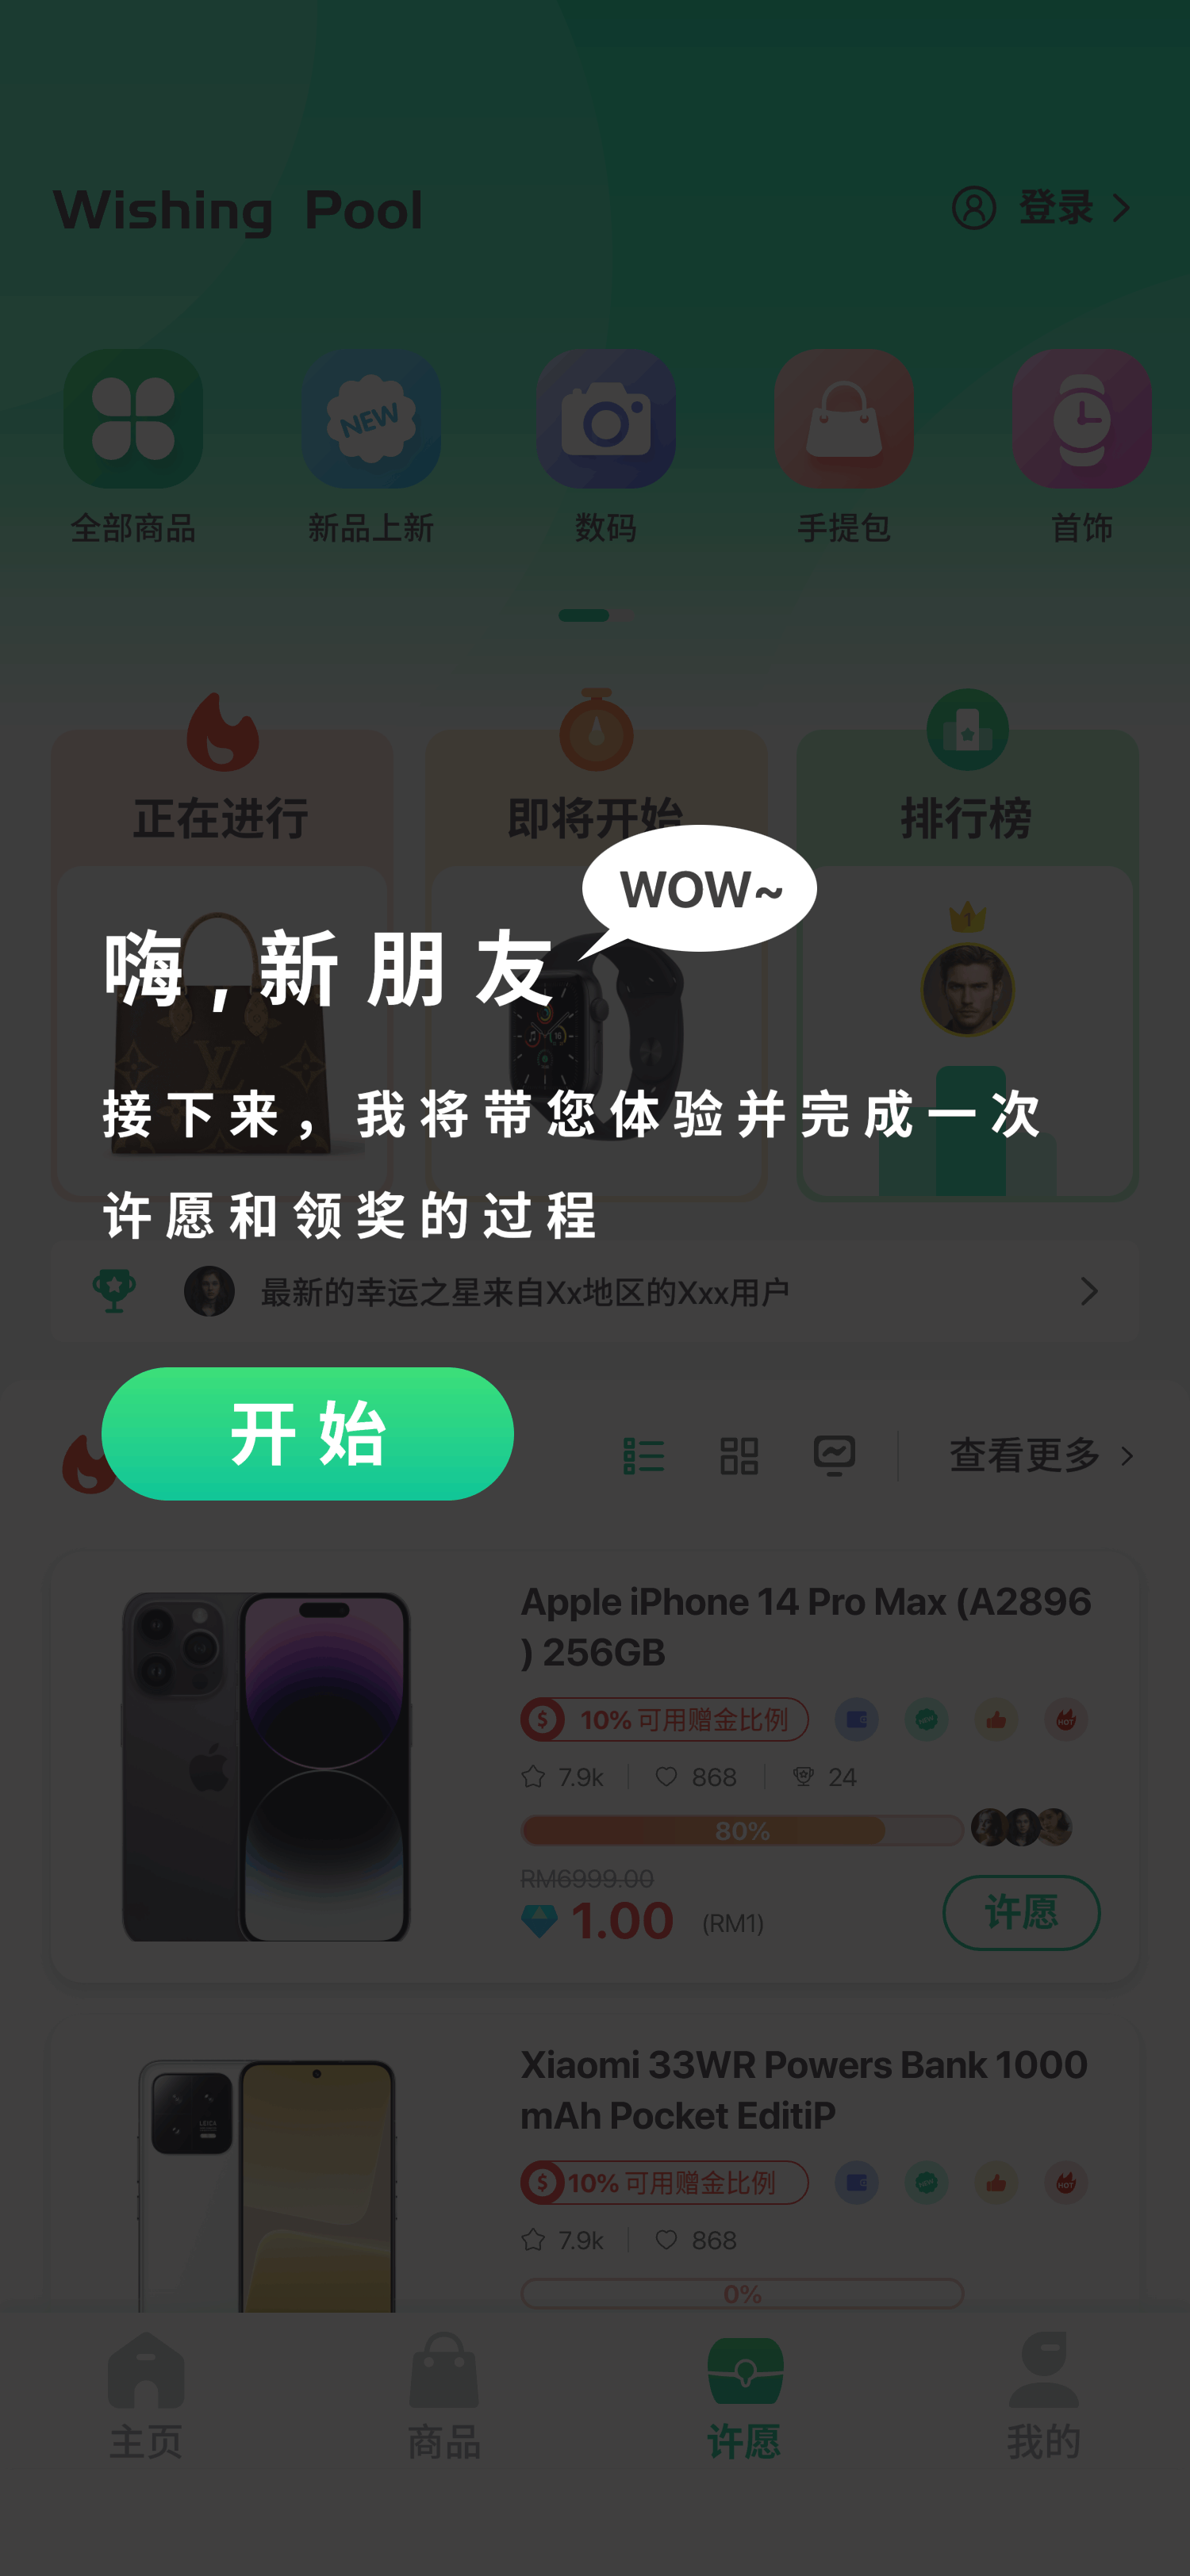 Wishing Pool
登录
NEW
全部商品 新品上新 数码 手提包 首饰
正在进行 即将开始 排行榜
WOW~
1
嗨,新朋友
接下来，我将带您体验并完成一次
许愿和领奖的过程
最新的幸运之星来自Xx地区的Xxx用户
开始
查看更多
Apple iPhone 14 Pro Max (A2896
) 256GB
$ 10% 可用赠金比例 NEW HOT
7.9k 868 24
80%
RM6999.00
1.00 (RM1)
许愿
Xiaomi 33WR Powers Bank 1000
mAh Pocket EditiP
$ 10% 可用赠金比例 NEW HOT
7.9k 868
0%
主页 商品 许愿 我的